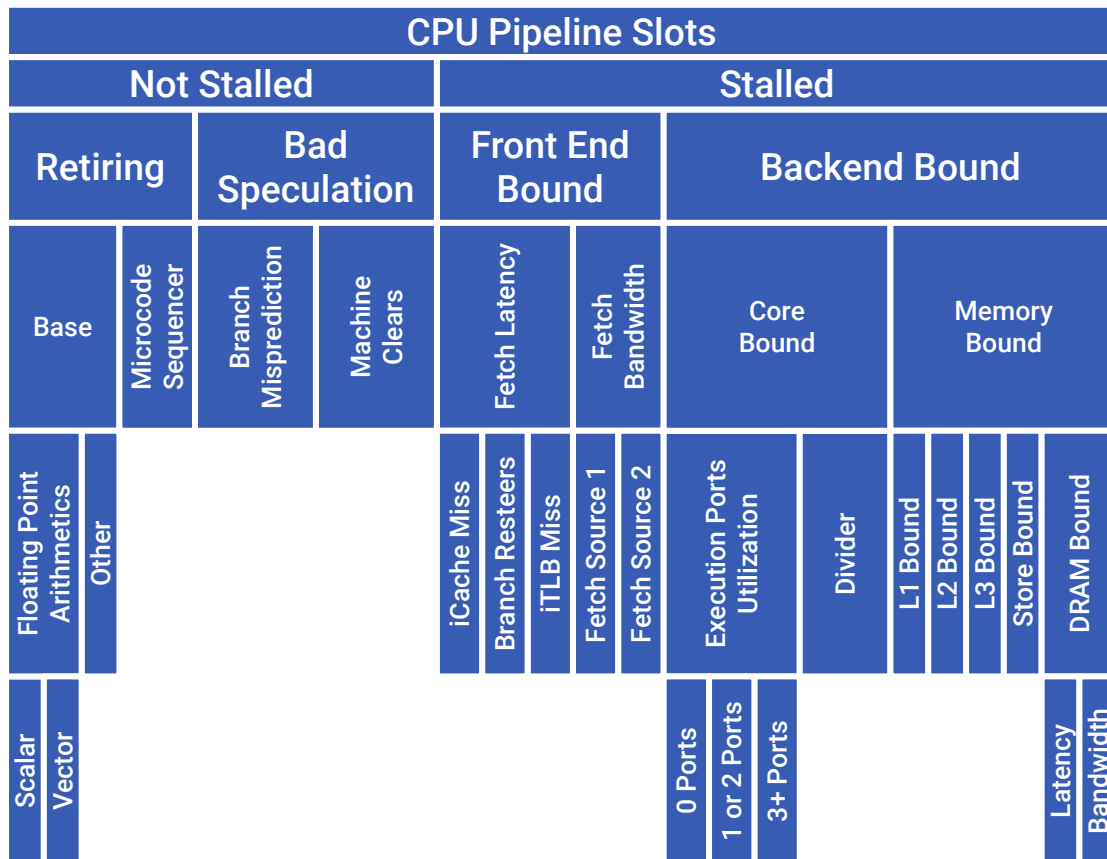 CPU Pipeline Slots
Not Stalled
Stalled
Retiring
Bad
Speculation
Front End
Bound
Backend Bound
Base
Microcode
Sequencer
Branch
Misprediction
Machine
Clears
Fetch Latency
Fetch
Bandwidth
Core
Bound
Memory
Bound
Floating Point
Arithmetics
Other
iCache Miss
Branch Resteers
iTLB Miss
Fetch Source 1
Fetch Source 2
Execution Ports
Utilization
Divider
L1 Bound
L2 Bound
L3 Bound
Store Bound
DRAM Bound
Scalar
Vector
0 Ports
1 or 2 Ports
3+ Ports
Latency
Bandwidth